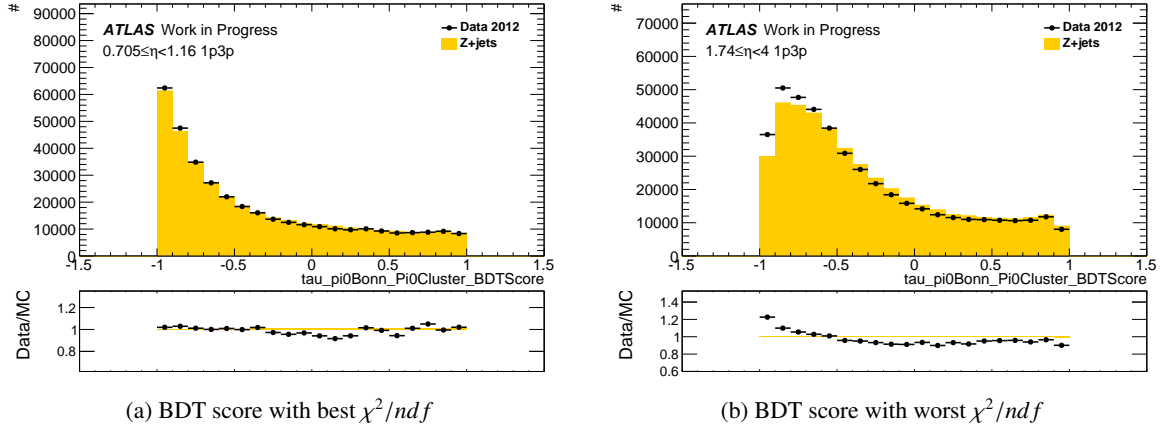 #
90000
80000
70000
60000
50000
40000
30000
20000
10000
0
ATLAS Work in Progress
0.705≤η<1.16 1p3p
Data 2012
Z+jets
-1.5 -1 -0.5 0 0.5 1 1.5
tau_pi0Bonn_Pi0Cluster_BDTScore
Data/MC
1.2
1
0.8
(a) BDT score with best χ²/ndf
#
70000
60000
50000
40000
30000
20000
10000
0
ATLAS Work in Progress
1.74≤η<4 1p3p
Data 2012
Z+jets
-1.5 -1 -0.5 0 0.5 1 1.5
tau_pi0Bonn_Pi0Cluster_BDTScore
Data/MC
1.4
1.2
1
0.8
0.6
(b) BDT score with worst χ²/ndf